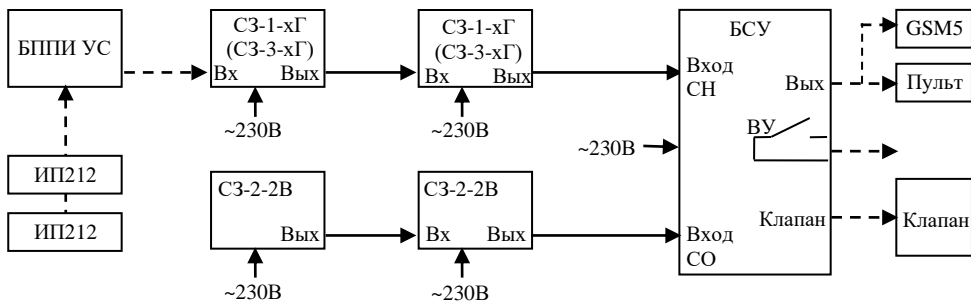 БППИ УС
СЗ-1-хГ
(СЗ-3-хГ)
Вх Вых
~230В
СЗ-1-хГ
(СЗ-3-хГ)
Вх Вых
~230В
БСУ
Вход
СН
Вых
ВУ
~230В
Клапан
Вход
СО
GSM5
Пульт
Клапан
ИП212
ИП212
СЗ-2-2В
Вых
~230В
СЗ-2-2В
Вх Вых
~230В